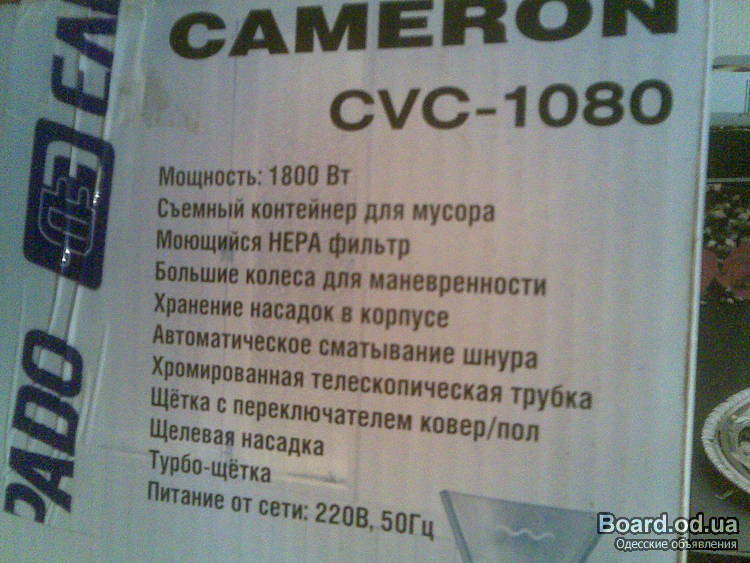 CAMERON
CVC-1080
Мощность: 1800 Вт
Съемный контейнер для мусора
Моющийся НЕРА фильтр
Большие колеса для маневренности
Хранение насадок в корпусе
Автоматическое сматывание шнура
Хромированная телескопическая трубка
Щётка с переключателем ковер/пол
Щелевая насадка
Турбо-щётка
Питание от сети: 220В, 50Гц
Board.od.ua
Одесские объявления